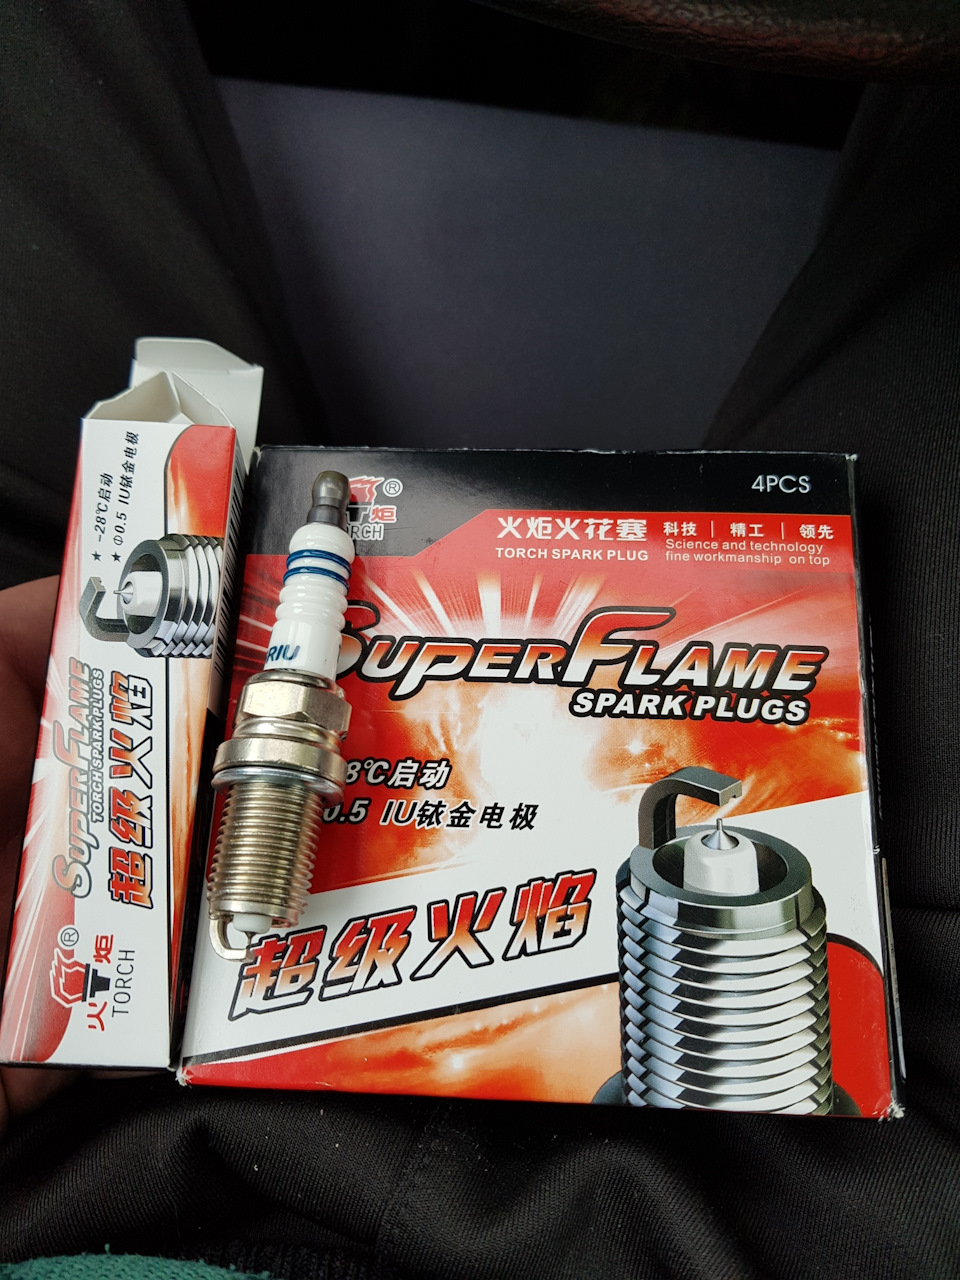 4PCS
®
炬
火炬火花塞
科技 | 精工 | 领先
TORCH SPARK PLUG
Science and technology
fine workmanship on top
SUPERFLAME
SPARK PLUGS
RIU
8℃启动
0.5 IU铱金电极
超级火焰
★ -28℃启动
★ Φ0.5 IU铱金电极
SUPERFLAME
TORCH SPARK PLUGS
超级火焰
®
火炬
TORCH